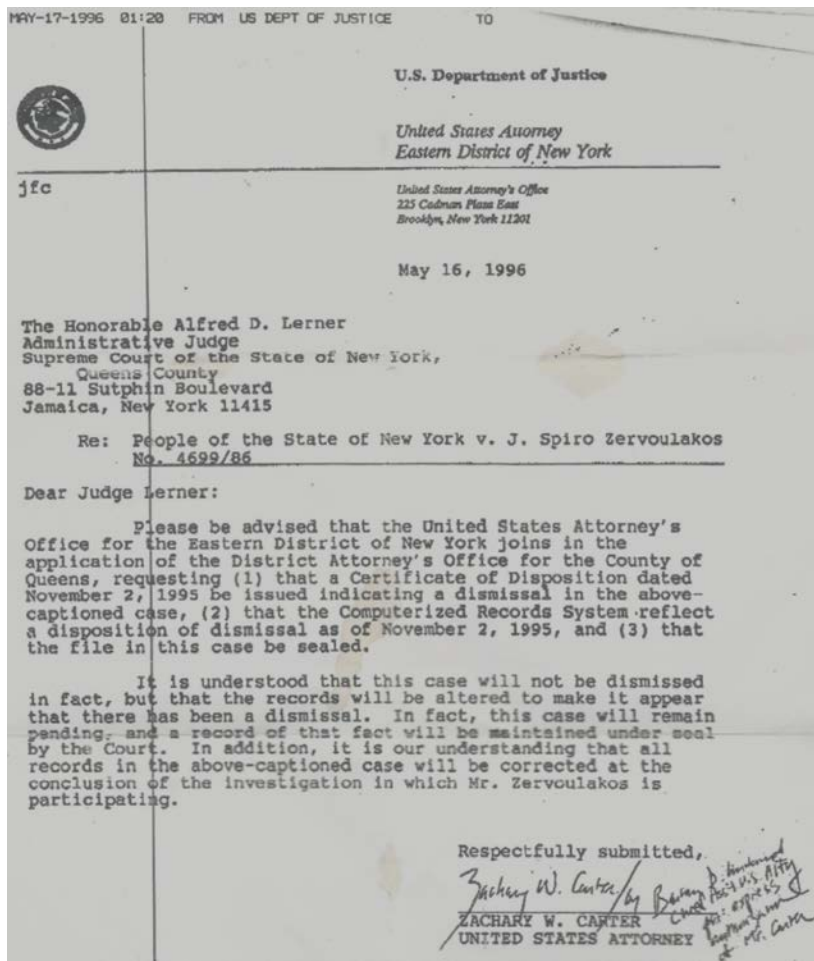 MAY-17-1996 01:20 FROM US DEPT OF JUSTICE TO
U.S. Department of Justice
United States Attorney
Eastern District of New York
jfc
United States Attorney's Office
225 Cadman Plaza East
Brooklyn, New York 11201
May 16, 1996
The Honorable Alfred D. Lerner
Administrative Judge
Supreme Court of the State of New York,
Queens County
88-11 Sutphin Boulevard
Jamaica, New York 11415
Re: People of the State of New York v. J. Spiro Zervoulakos
No. 4699/86
Dear Judge Lerner:
Please be advised that the United States Attorney's
Office for the Eastern District of New York joins in the
application of the District Attorney's Office for the County of
Queens, requesting (1) that a Certificate of Disposition dated
November 2, 1995 be issued indicating a dismissal in the above-
captioned case, (2) that the Computerized Records System reflect
a disposition of dismissal as of November 2, 1995, and (3) that
the file in this case be sealed.
It is understood that this case will not be dismissed
in fact, but that the records will be altered to make it appear
that there has been a dismissal. In fact, this case will remain
pending, and a record of that fact will be maintained under seal
by the Court. In addition, it is our understanding that all
records in the above-captioned case will be corrected at the
conclusion of the investigation in which Mr. Zervoulakos is
participating.
Respectfully submitted,
Zachary W. Carter / by
Chief Ass't U.S. Atty
per express
of Mr. Carter
ZACHARY W. CARTER
UNITED STATES ATTORNEY